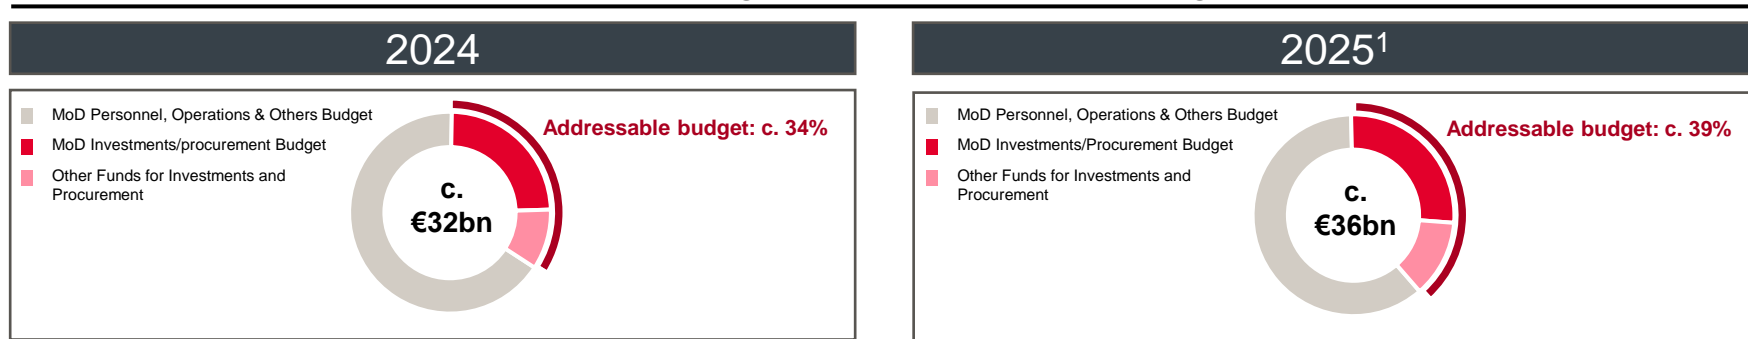 2024
MoD Personnel, Operations & Others Budget
MoD Investments/procurement Budget
Other Funds for Investments and
Procurement
Addressable budget: c. 34%
c.
€32bn
2025¹
MoD Personnel, Operations & Others Budget
MoD Investments/Procurement Budget
Other Funds for Investments and
Procurement
Addressable budget: c. 39%
c.
€36bn